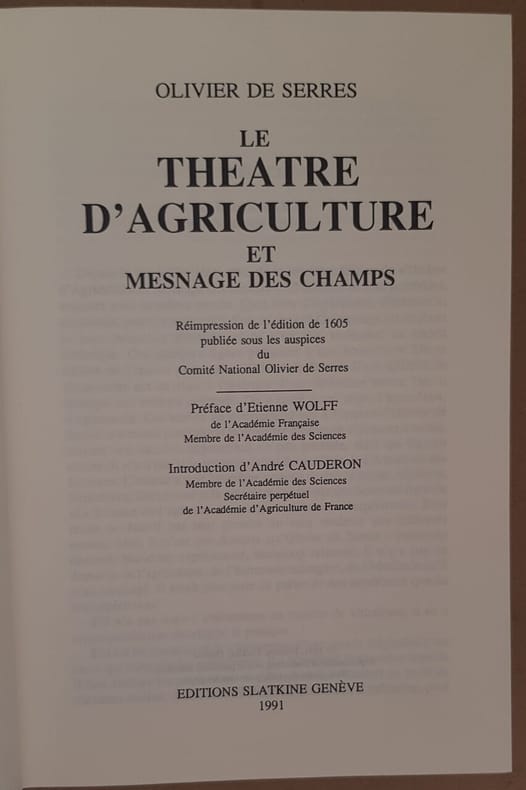 OLIVIER DE SERRES
LE
THEATRE
D'AGRICULTURE
ET
MESNAGE DES CHAMPS
Réimpression de l'édition de 1605
publiée sous les auspices
du
Comité National Olivier de Serres
Préface d'Etienne WOLFF
de l'Académie Française
Membre de l'Académie des Sciences
Introduction d'André CAUDERON
Membre de l'Académie des Sciences
Secrétaire perpétuel
de l'Académie d'Agriculture de France
EDITIONS SLATKINE GENÈVE
1991